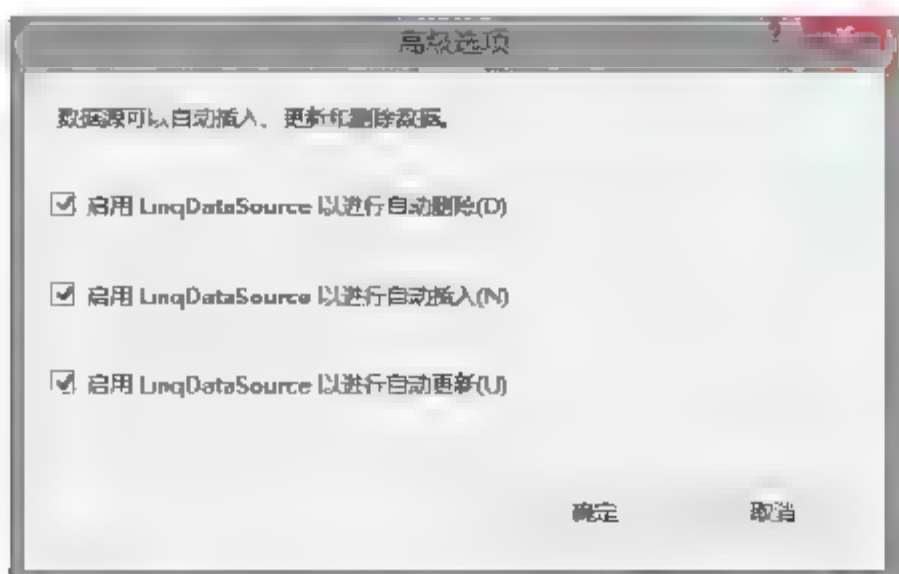 高级选项
?
数据源可以自动插入、更新和删除数据。
启用 LinqDataSource 以进行自动删除(D)
启用 LinqDataSource 以进行自动插入(N)
启用 LinqDataSource 以进行自动更新(U)
确定
取消